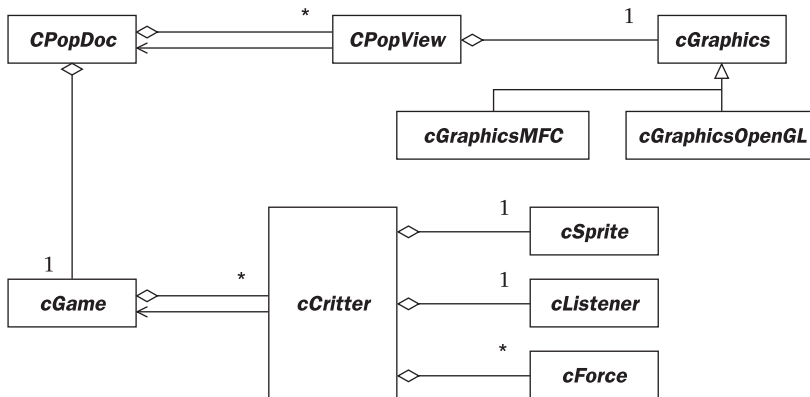 CPopDoc
*
CPopView
1
cGraphics
cGraphicsMFC
cGraphicsOpenGL
1
cGame
*
cCritter
1
cSprite
1
cListener
*
cForce